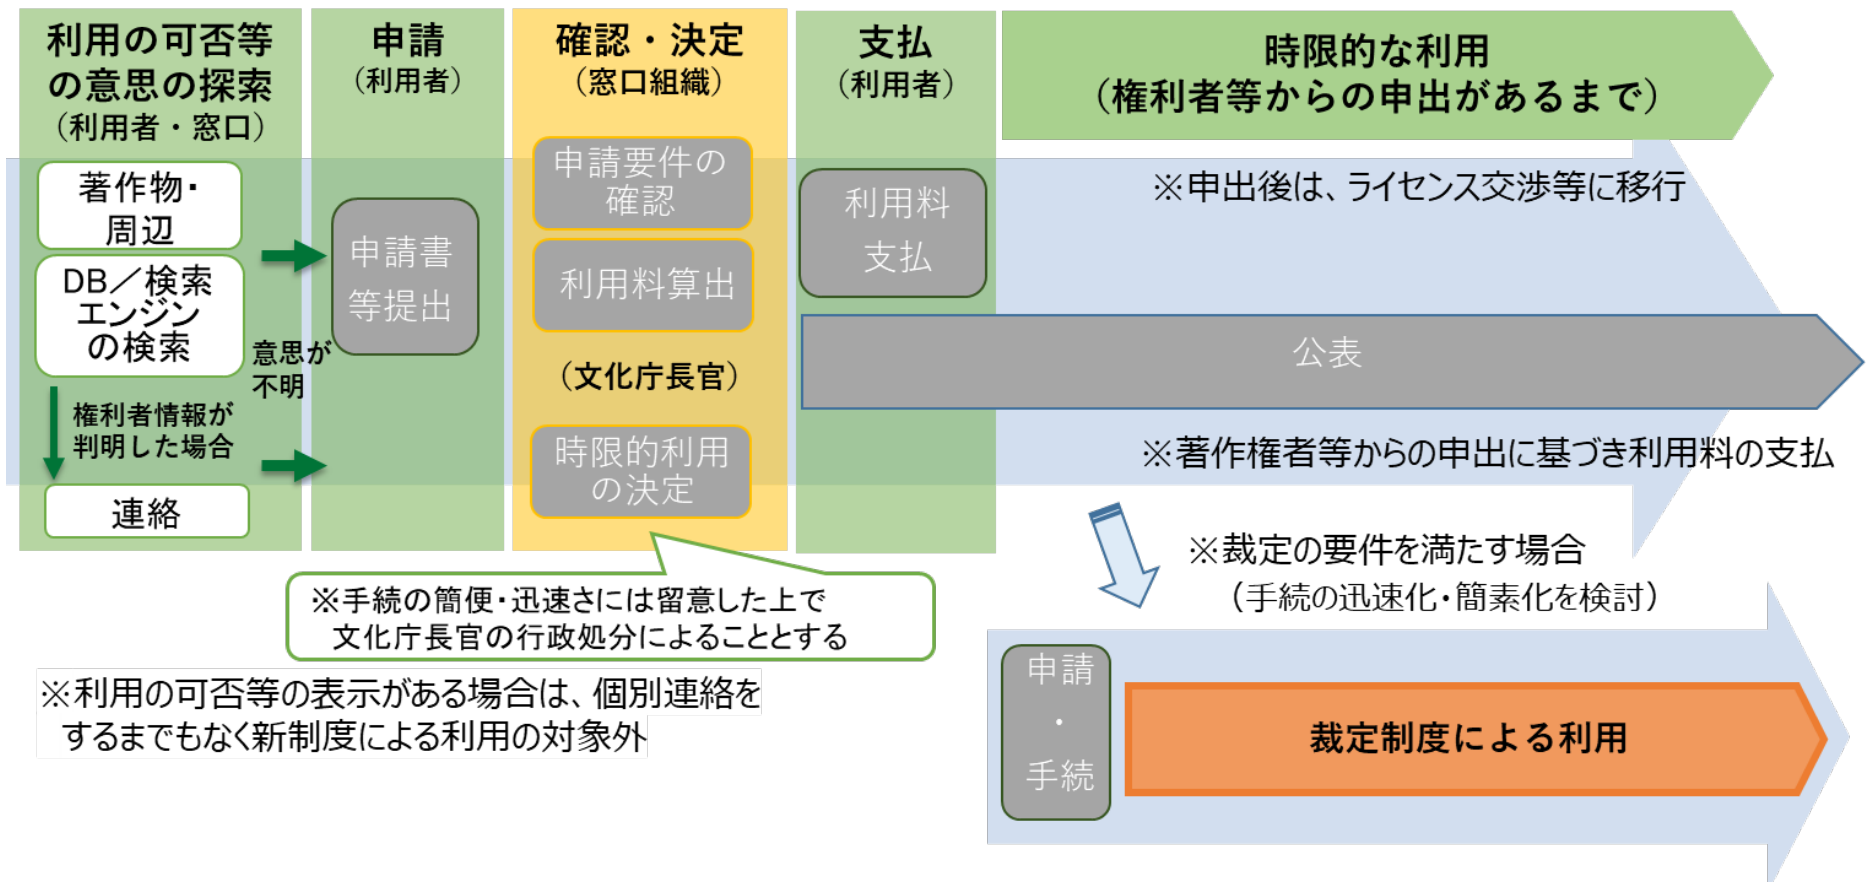 利用の可否等
の意思の探索
（利用者・窓口）
著作物・
周辺
DB／検索
エンジン
の検索
権利者情報が
判明した場合
連絡
意思が
不明
申請
（利用者）
申請書
等提出
確認・決定
（窓口組織）
申請要件の
確認
利用料算出
（文化庁長官）
時限的利用
の決定
※手続の簡便・迅速さには留意した上で
文化庁長官の行政処分によることとする
支払
（利用者）
利用料
支払
時限的な利用
（権利者等からの申出があるまで）
※申出後は、ライセンス交渉等に移行
公表
※著作権者等からの申出に基づき利用料の支払
※裁定の要件を満たす場合
（手続の迅速化・簡素化を検討）
申請
・
手続
裁定制度による利用
※利用の可否等の表示がある場合は、個別連絡を
するまでもなく新制度による利用の対象外